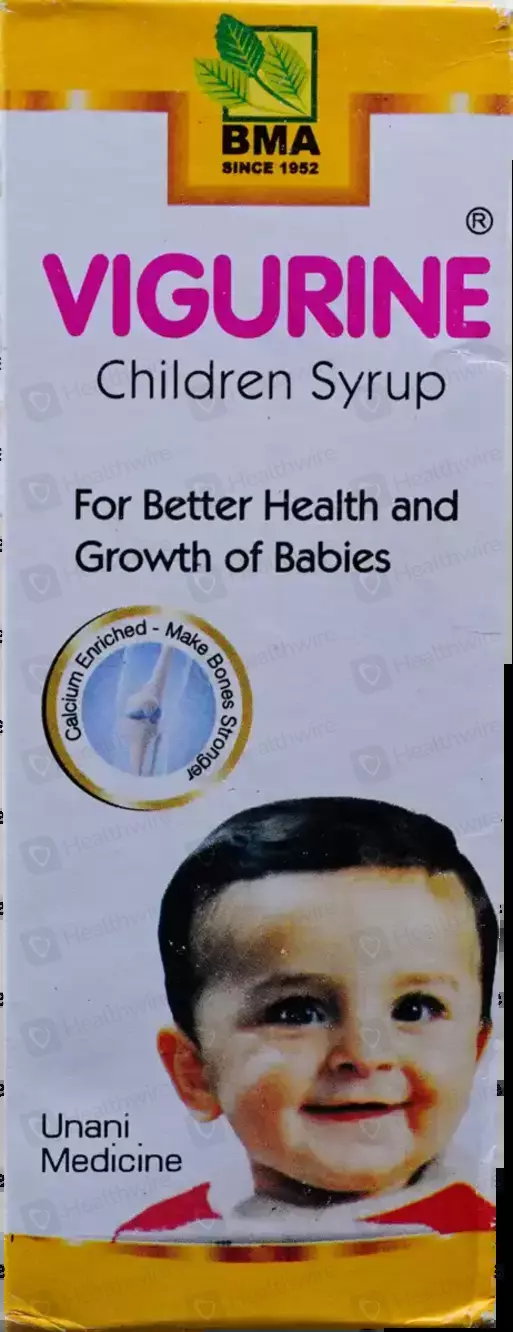 BMA
SINCE 1952
®
VIGURINE
Children Syrup
For Better Health and
Growth of Babies
Calcium Enriched - Make Bones Stronger
Unani
Medicine
Healthwire